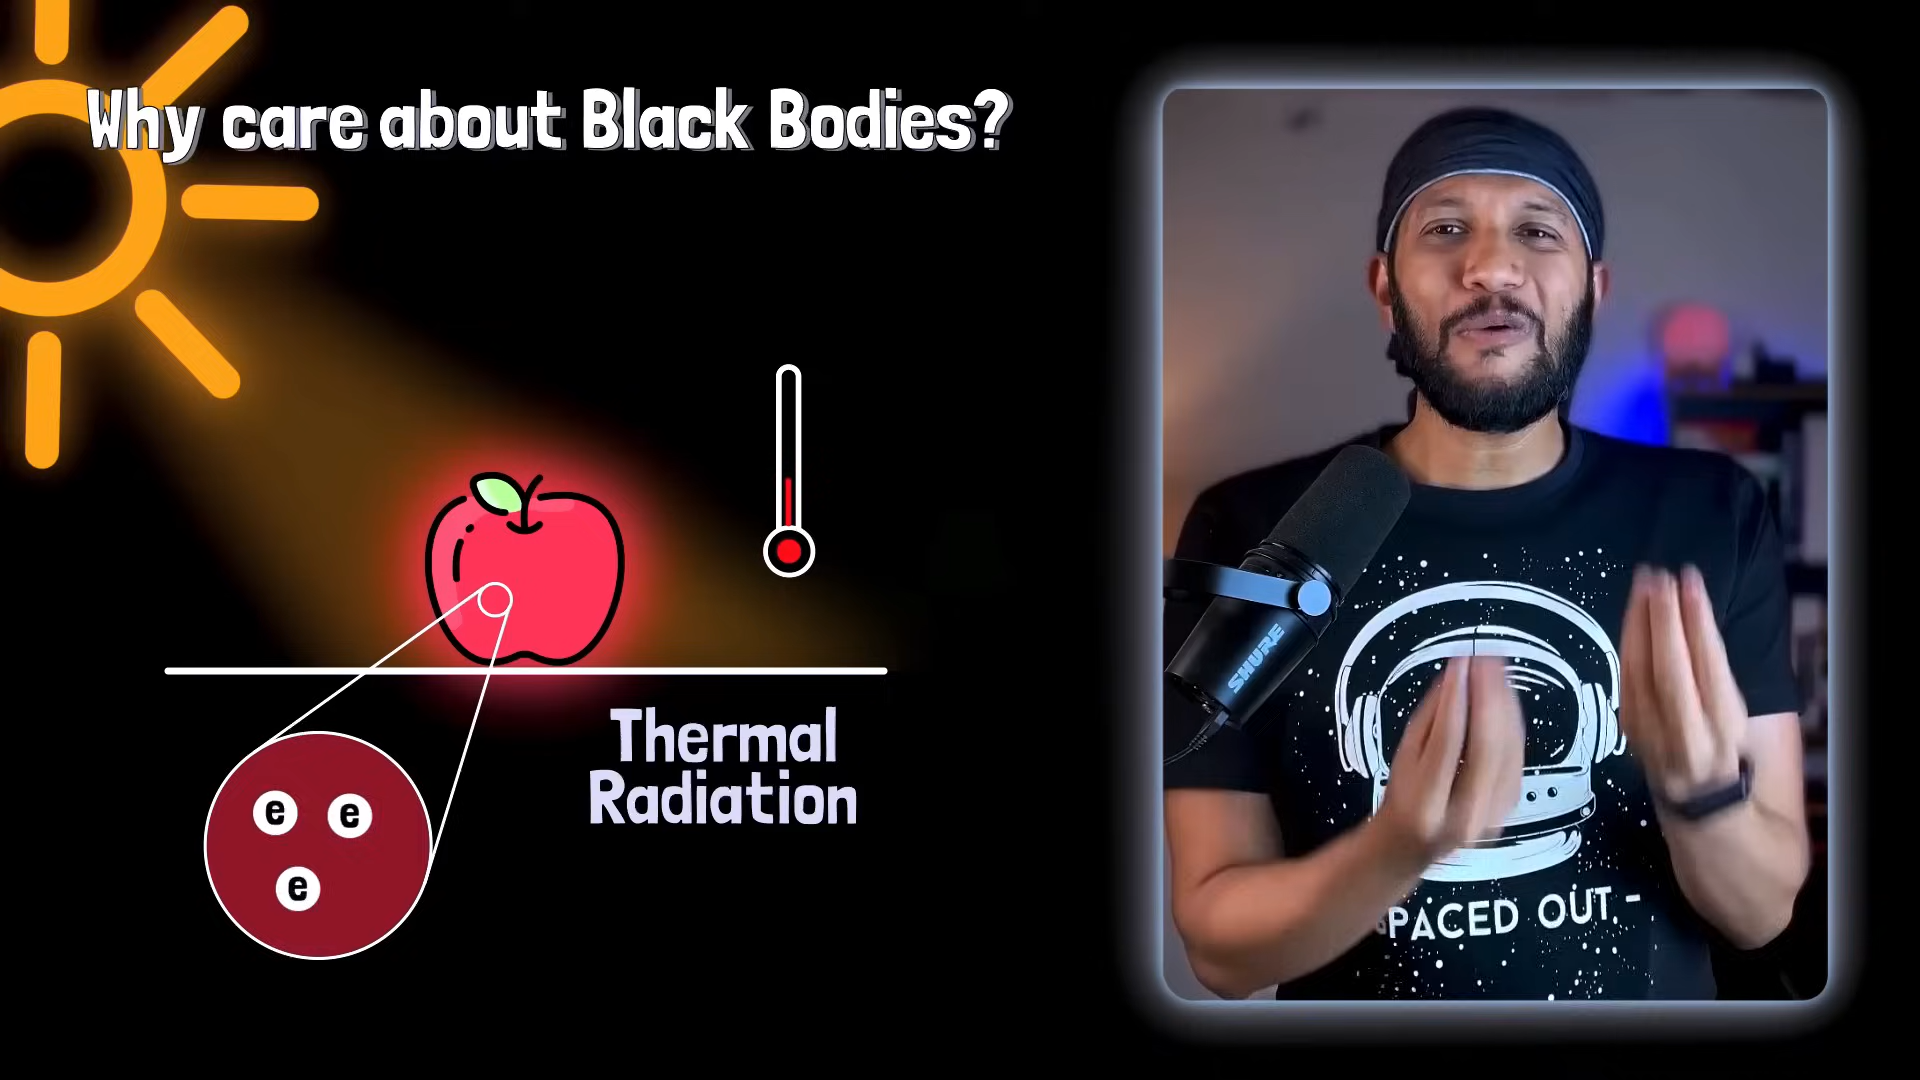 Why care about Black Bodies?
Thermal
Radiation
e e
e
SHURE
PACED OUT -